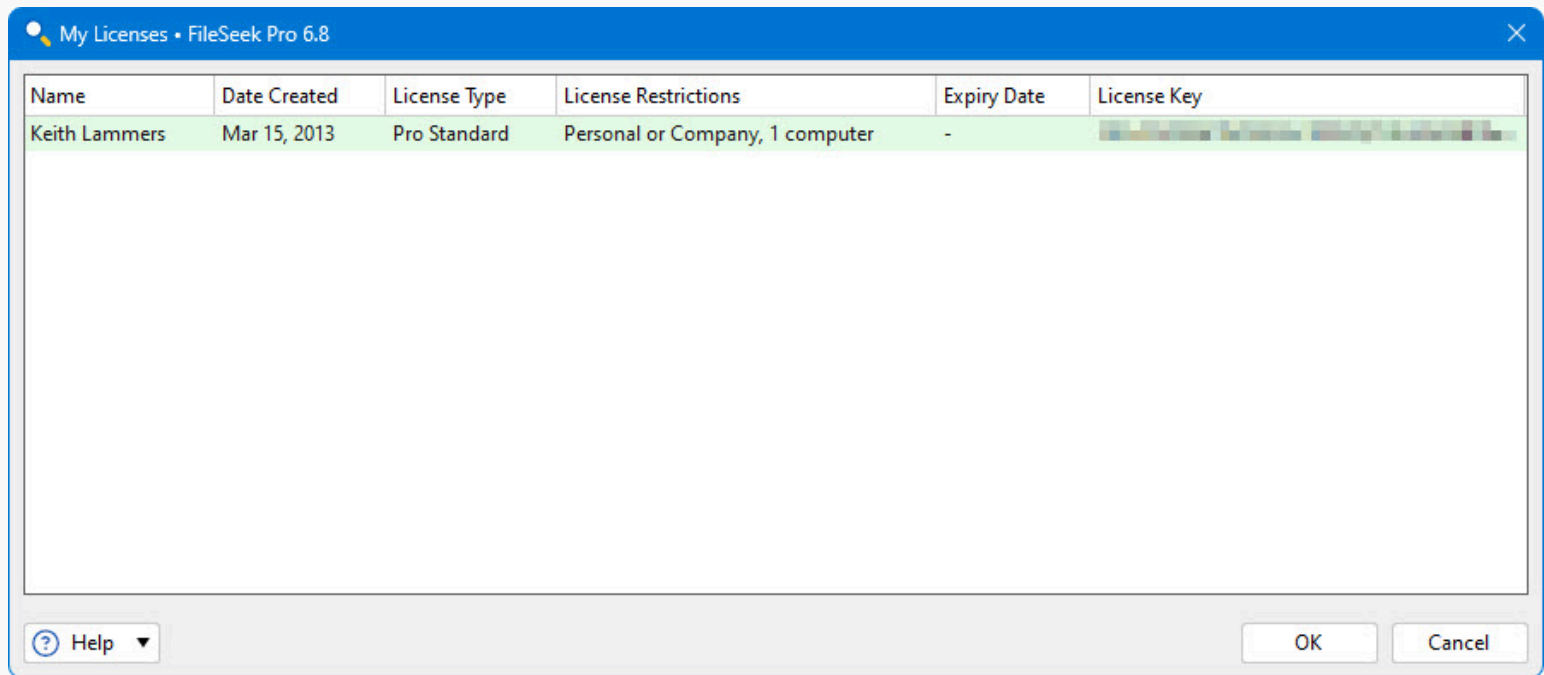 My Licenses • FileSeek Pro 6.8
Name Date Created License Type License Restrictions Expiry Date License Key
Keith Lammers Mar 15, 2013 Pro Standard Personal or Company, 1 computer -
Help OK Cancel